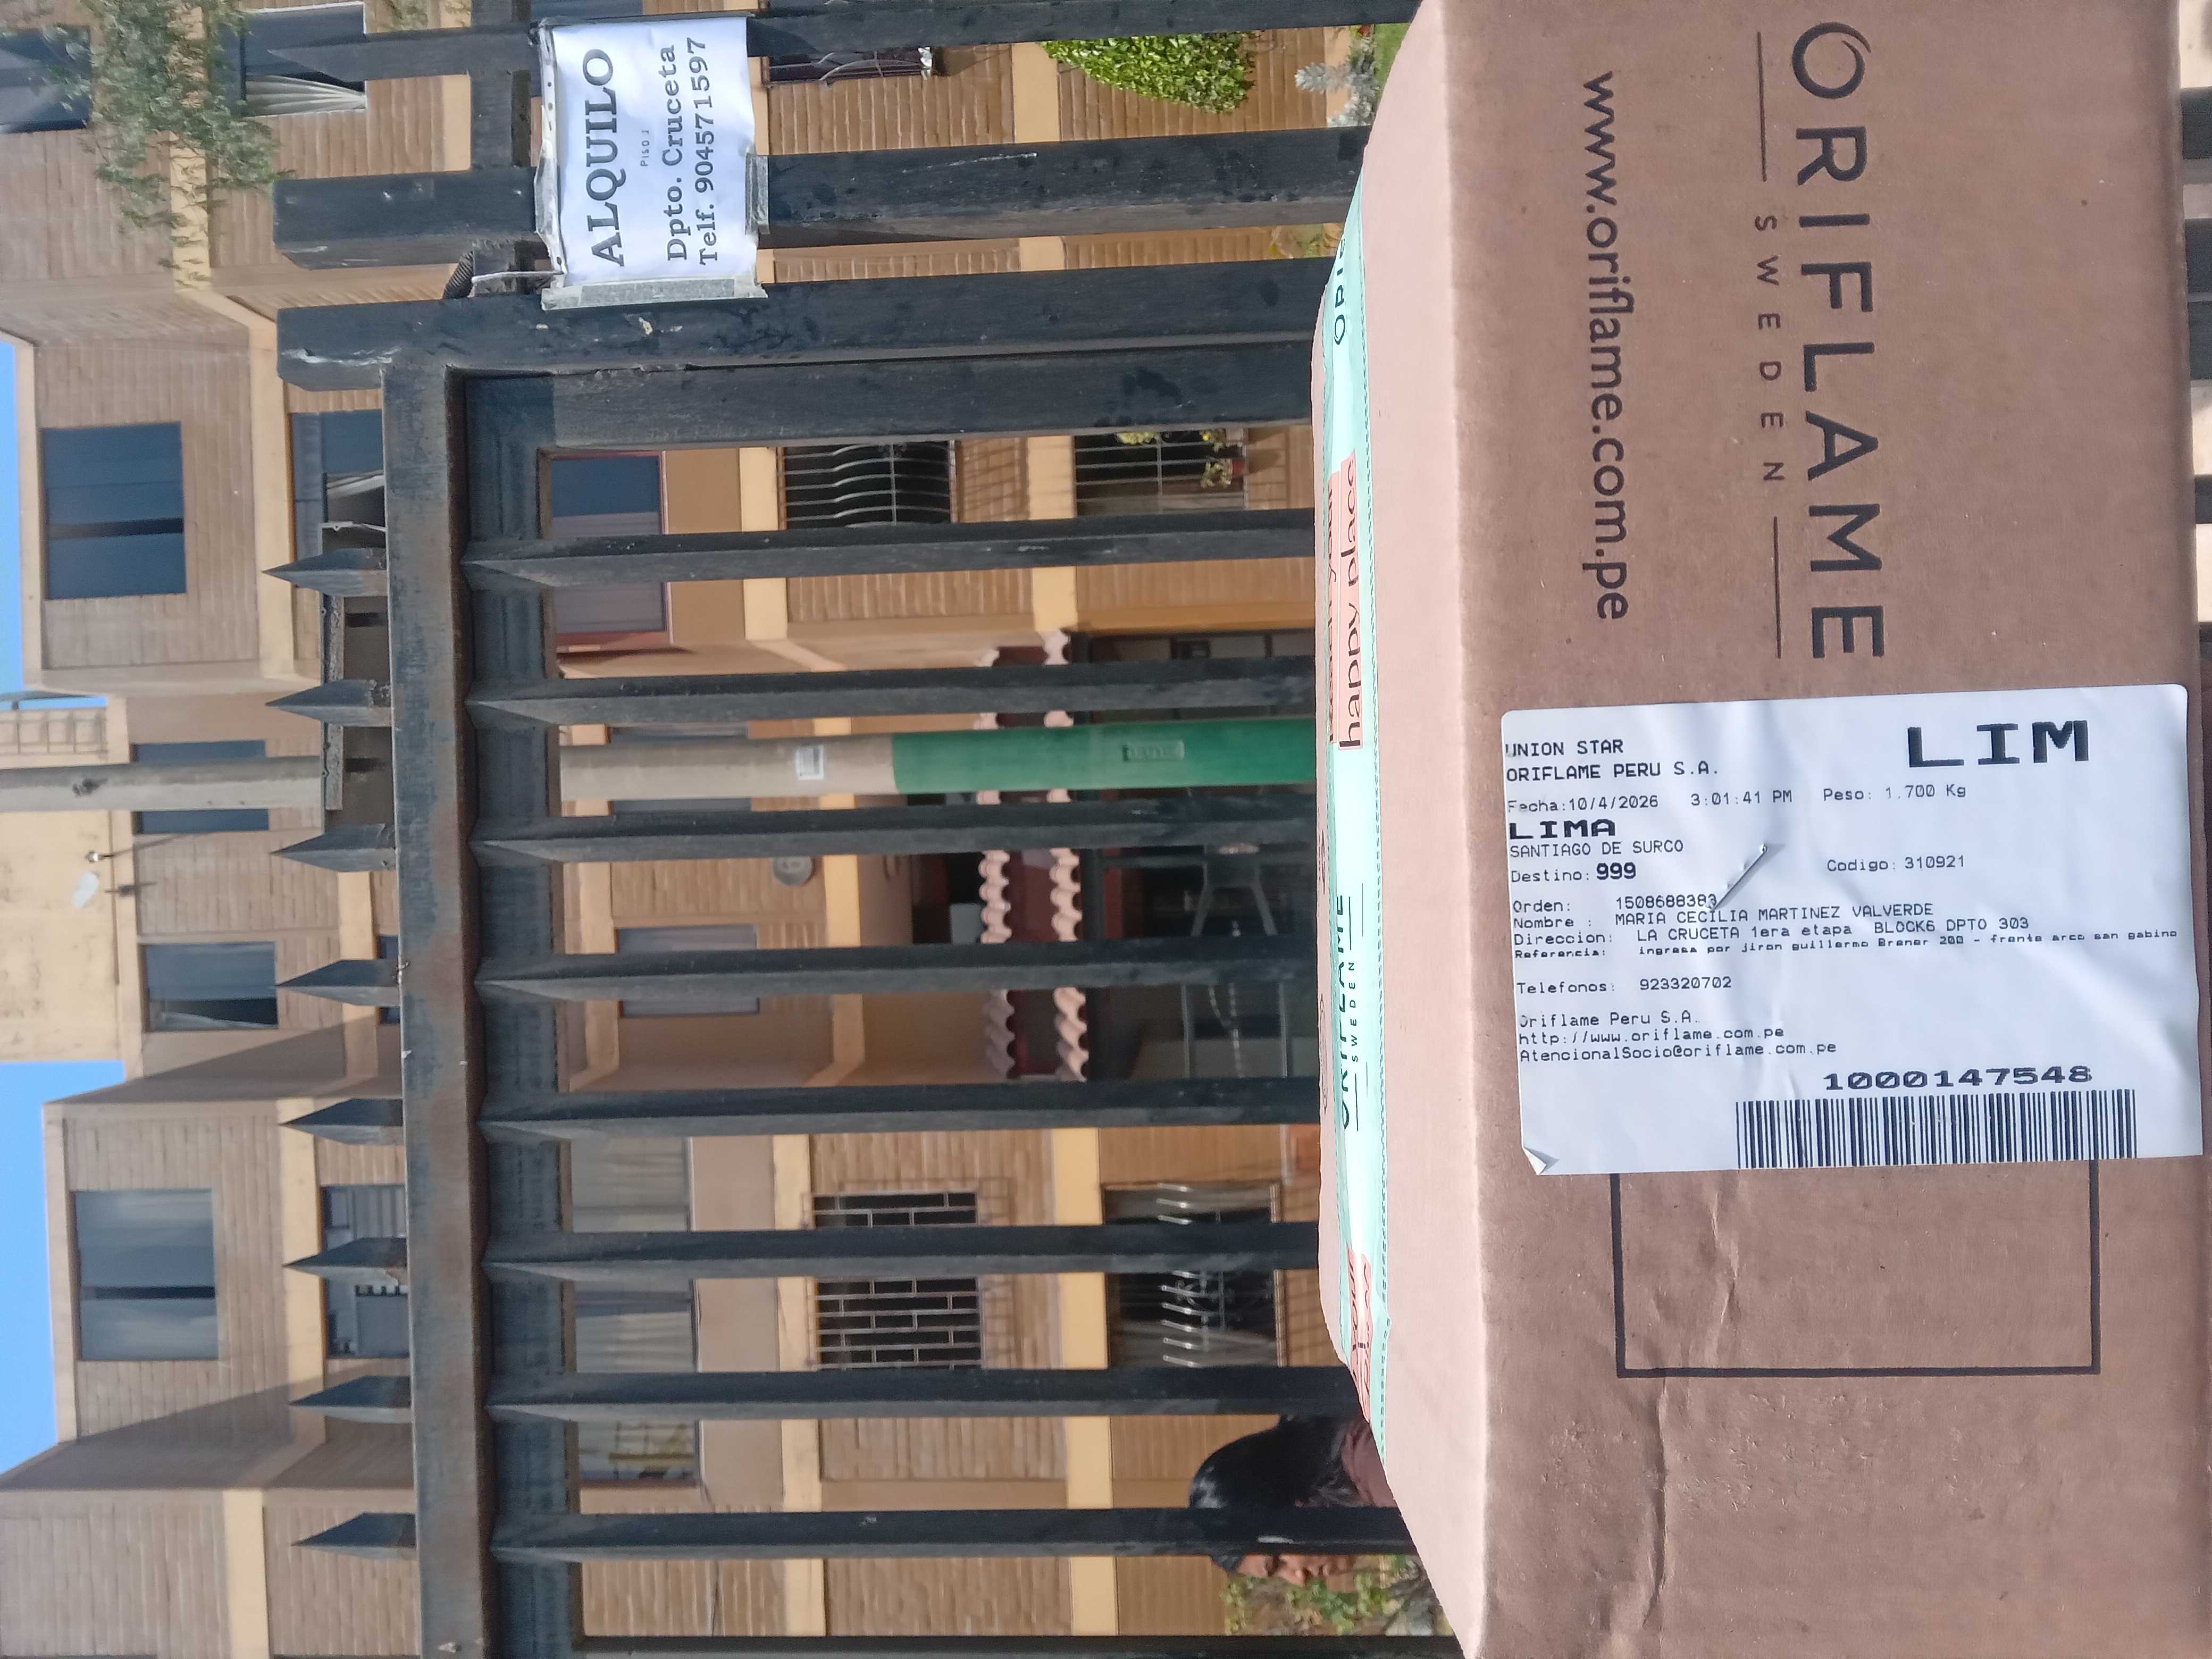 ALQUILO
Piso 1
Dpto. Cruceta
Telf. 904571597
happy place
ORIFLAME
SWEDEN
ORIFLAME
SWEDEN
www.oriflame.com.pe
UNION STAR
ORIFLAME PERU S.A.
LIM
Fecha:10/4/2026 3:01:41 PM Peso: 1.700 Kg
LIMA
SANTIAGO DE SURCO
Destino: 999 Codigo: 310921
Orden: 1508688383
Nombre : MARIA CECILIA MARTINEZ VALVERDE
Direccion: LA CRUCETA 1era etapa BLOCK6 DPTO 303
Referencia: ingresa por jiron guillermo Brener 200 - frente arco san gabino
Telefonos: 923320702
Oriflame Peru S.A.
http://www.oriflame.com.pe
AtencionalSocio@oriflame.com.pe
1000147548